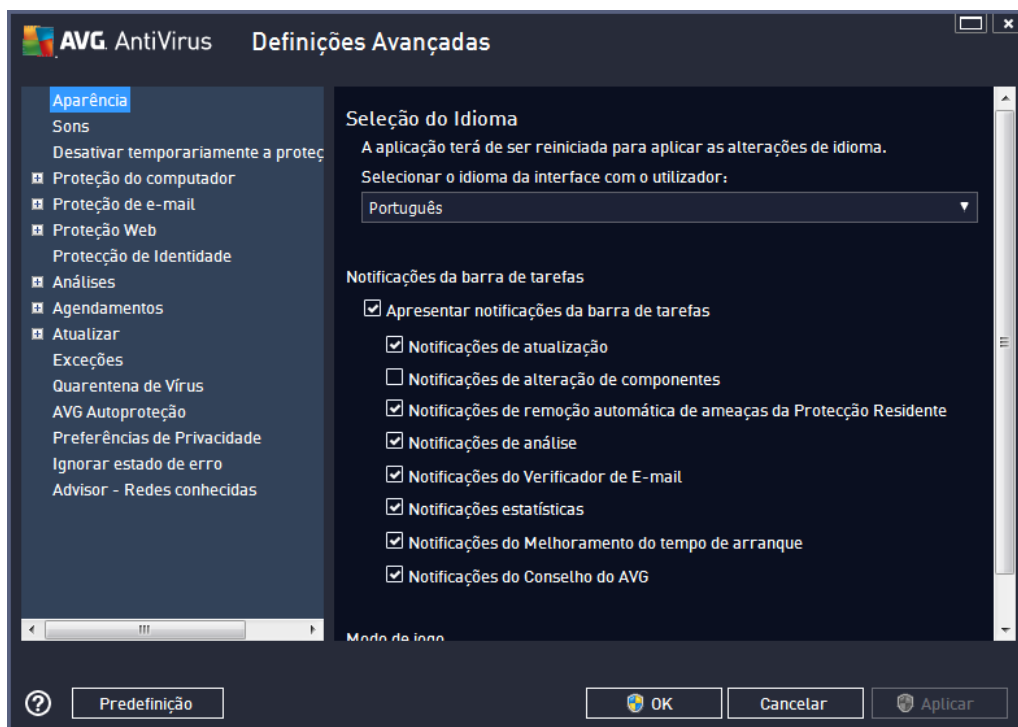 AVG. AntiVirus Definições Avançadas
Aparência
Sons
Desativar temporariamente a proteç
Proteção do computador
Proteção de e-mail
Proteção Web
Protecção de Identidade
Análises
Agendamentos
Atualizar
Exceções
Quarentena de Vírus
AVG Autoproteção
Preferências de Privacidade
Ignorar estado de erro
Advisor - Redes conhecidas
Seleção do Idioma
A aplicação terá de ser reiniciada para aplicar as alterações de idioma.
Selecionar o idioma da interface com o utilizador:
Português
Notificações da barra de tarefas
Apresentar notificações da barra de tarefas
Notificações de atualização
Notificações de alteração de componentes
Notificações de remoção automática de ameaças da Protecção Residente
Notificações de análise
Notificações do Verificador de E-mail
Notificações estatísticas
Notificações do Melhoramento do tempo de arranque
Notificações do Conselho do AVG
Modo de jogo
Predefinição
OK
Cancelar
Aplicar